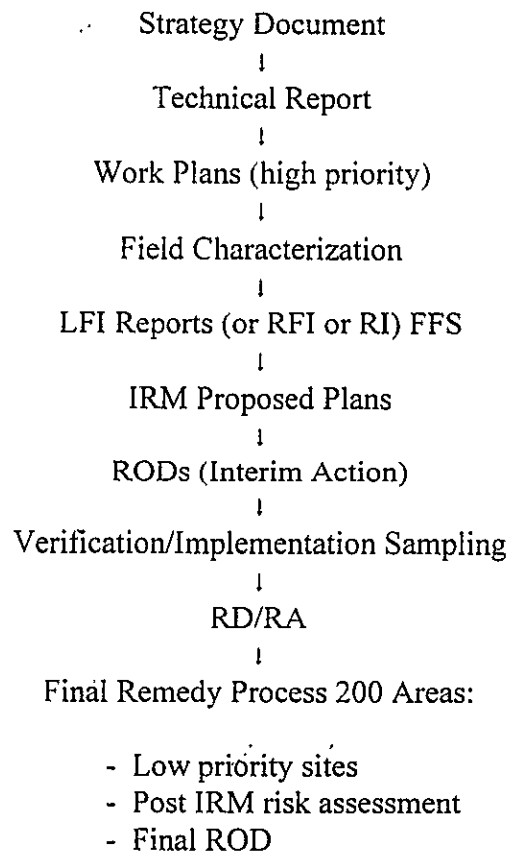 Strategy Document
↓
Technical Report
↓
Work Plans (high priority)
↓
Field Characterization
↓
LFI Reports (or RFI or RI) FFS
↓
IRM Proposed Plans
↓
RODs (Interim Action)
↓
Verification/Implementation Sampling
↓
RD/RA
↓
Final Remedy Process 200 Areas:
- Low priority sites
- Post IRM risk assessment
- Final ROD